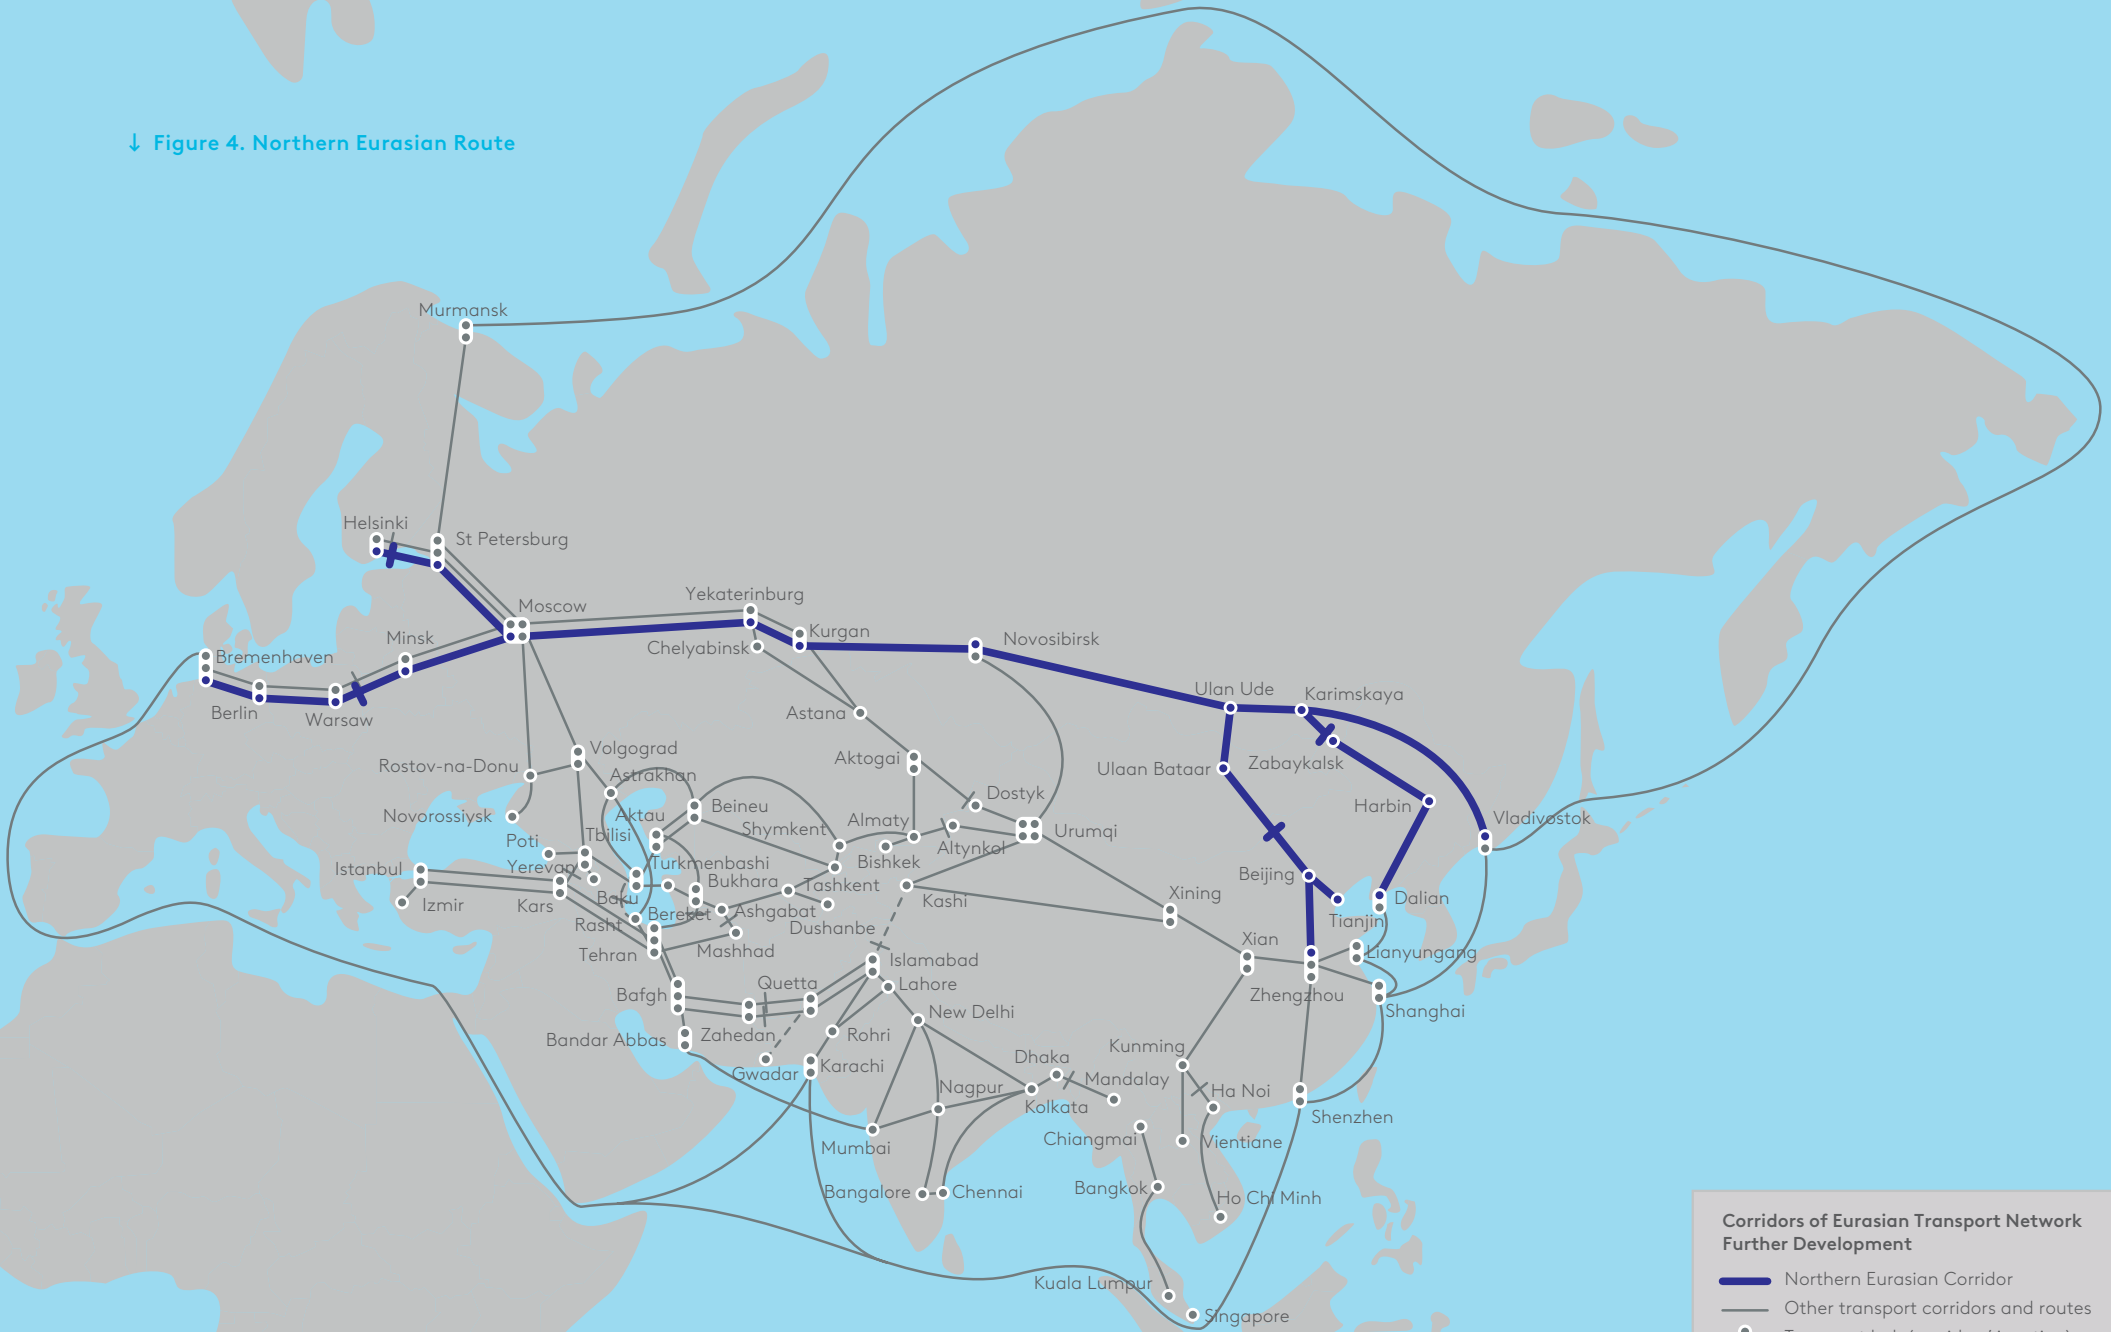 ↓ Figure 4. Northern Eurasian Route
Murmansk
Helsinki
St Petersburg
Yekaterinburg
Moscow
Kurgan
Minsk
Novosibirsk
Chelyabinsk
Bremenhaven
Ulan Ude
Karimskaya
Berlin
Warsaw
Astana
Volgograd
Aktogai
Rostov-na-Donu
Ulaan Bataar
Zabaykalsk
Astrakhan
Dostyk
Beineu
Harbin
Novorossiysk
Aktau
Almaty
Vladivostok
Shymkent
Urumqi
Tbilisi
Poti
Altynkol
Istanbul
Yerevan
Turkmenbashi
Bishkek
Beijing
Bukhara
Tashkent
Xining
Baku
Kashi
Dalian
Izmir
Kars
Bereket
Ashgabat
Tianjin
Rasht
Dushanbe
Xian
Tehran
Mashhad
Lianyungang
Islamabad
Quetta
Lahore
Bafgh
Zhengzhou
Shanghai
New Delhi
Bandar Abbas
Zahedan
Rohri
Kunming
Dhaka
Gwadar
Karachi
Mandalay
Nagpur
Ha Noi
Kolkata
Shenzhen
Chiangmai
Vientiane
Mumbai
Bangkok
Bangalore
Chennai
Ho Chi Minh
Kuala Lumpur
Singapore
Corridors of Eurasian Transport Network
Further Development
Northern Eurasian Corridor
Other transport corridors and routes